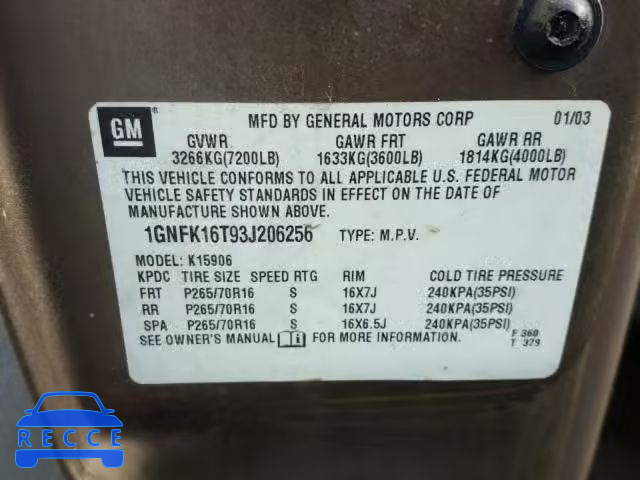 GM
MFD BY GENERAL MOTORS CORP 01/03
GVWR GAWR FRT GAWR RR
3266KG(7200LB) 1633KG(3600LB) 1814KG(4000LB)
THIS VEHICLE CONFORMS TO ALL APPLICABLE U.S. FEDERAL MOTOR
VEHICLE SAFETY STANDARDS IN EFFECT ON THE DATE OF
MANUFACTURE SHOWN ABOVE.
1GNFK16T93J206256 TYPE: M.P.V.
MODEL: K15906
KPDC TIRE SIZE SPEED RTG RIM COLD TIRE PRESSURE
FRT P265/70R16 S 16X7J 240KPA(35PSI)
RR P265/70R16 S 16X7J 240KPA(35PSI)
SPA P265/70R16 S 16X6.5J 240KPA(35PSI)
SEE OWNER'S MANUAL FOR MORE INFORMATION.
F 360
T 379
RECCE